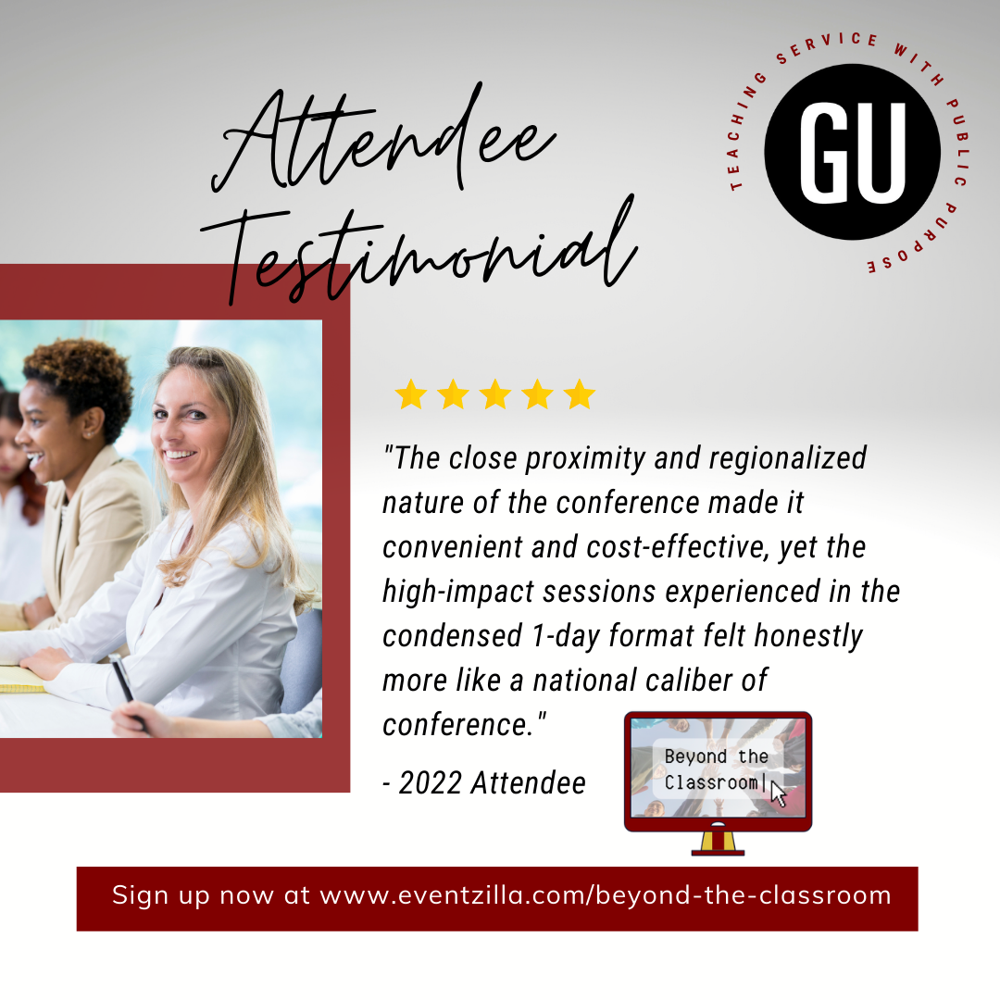 TEACHING SERVICE WITH PUBLIC PURPOSE
GU
Attendee
Testimonial
"The close proximity and regionalized
nature of the conference made it
convenient and cost-effective, yet the
high-impact sessions experienced in the
condensed 1-day format felt honestly
more like a national caliber of
conference."
- 2022 Attendee
Beyond the
Classroom|
Sign up now at www.eventzilla.com/beyond-the-classroom